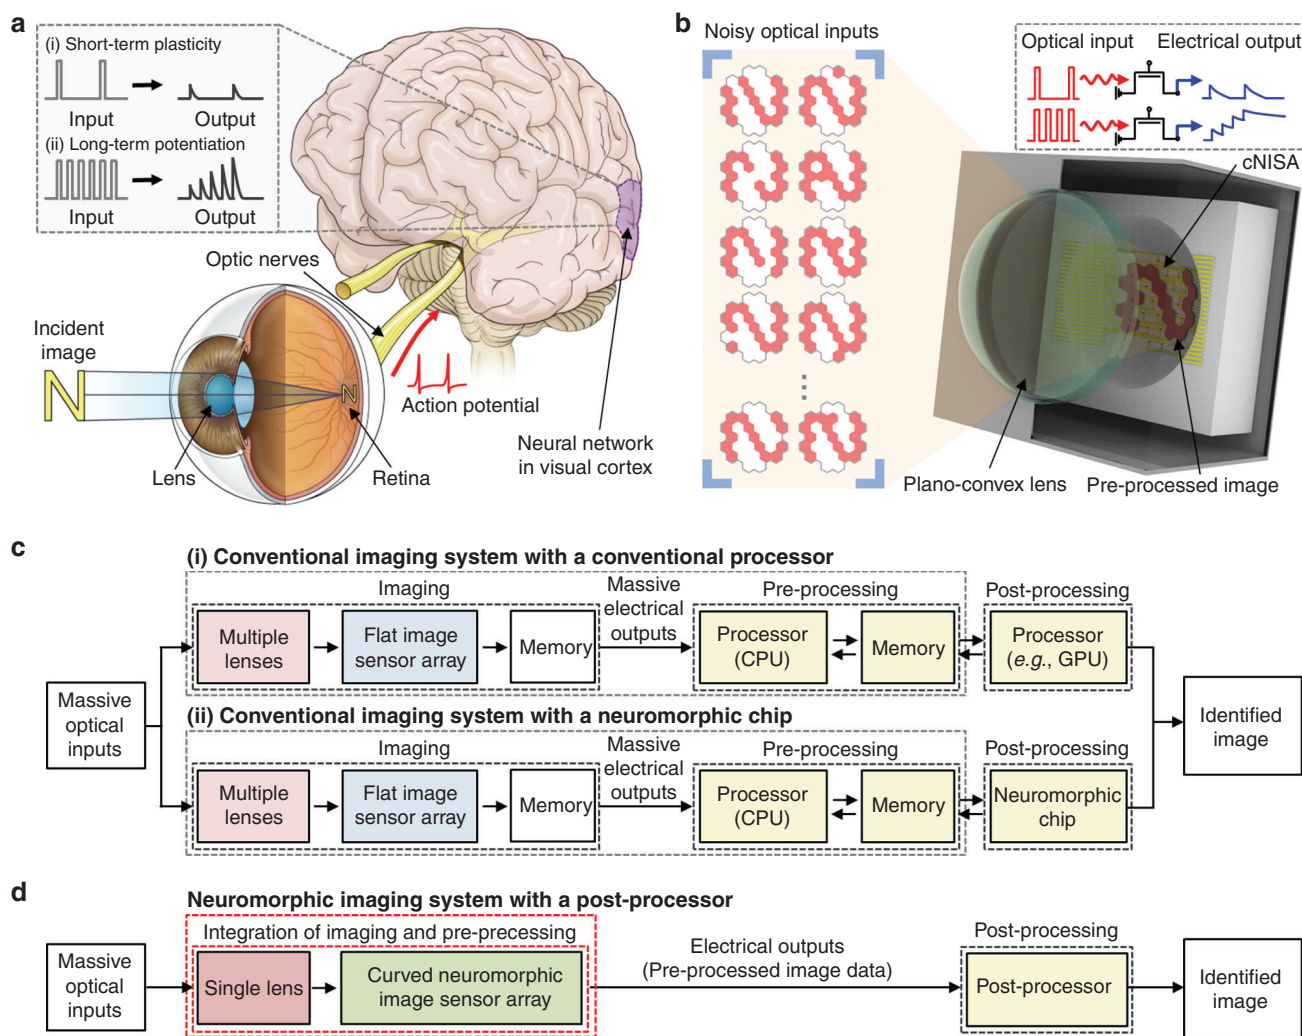 a
(i) Short-term plasticity
Input
Output
(ii) Long-term potentiation
Input
Output
Optic nerves
Incident
image
N
N
Action potential
Lens
Retina
Neural network
in visual cortex
b
Noisy optical inputs
Optical input
Electrical output
cNISA
Plano-convex lens
Pre-processed image
c
(i) Conventional imaging system with a conventional processor
Imaging
Massive
electrical
outputs
Pre-processing
Post-processing
Multiple
lenses
Flat image
sensor array
Memory
Processor
(CPU)
Memory
Processor
(e.g., GPU)
Massive
optical
inputs
Identified
image
(ii) Conventional imaging system with a neuromorphic chip
Imaging
Massive
electrical
outputs
Pre-processing
Post-processing
Multiple
lenses
Flat image
sensor array
Memory
Processor
(CPU)
Memory
Neuromorphic
chip
d
Neuromorphic imaging system with a post-processor
Integration of imaging and pre-precessing
Massive
optical
inputs
Single lens
Curved neuromorphic
image sensor array
Electrical outputs
(Pre-processed image data)
Post-processing
Post-processor
Identified
image